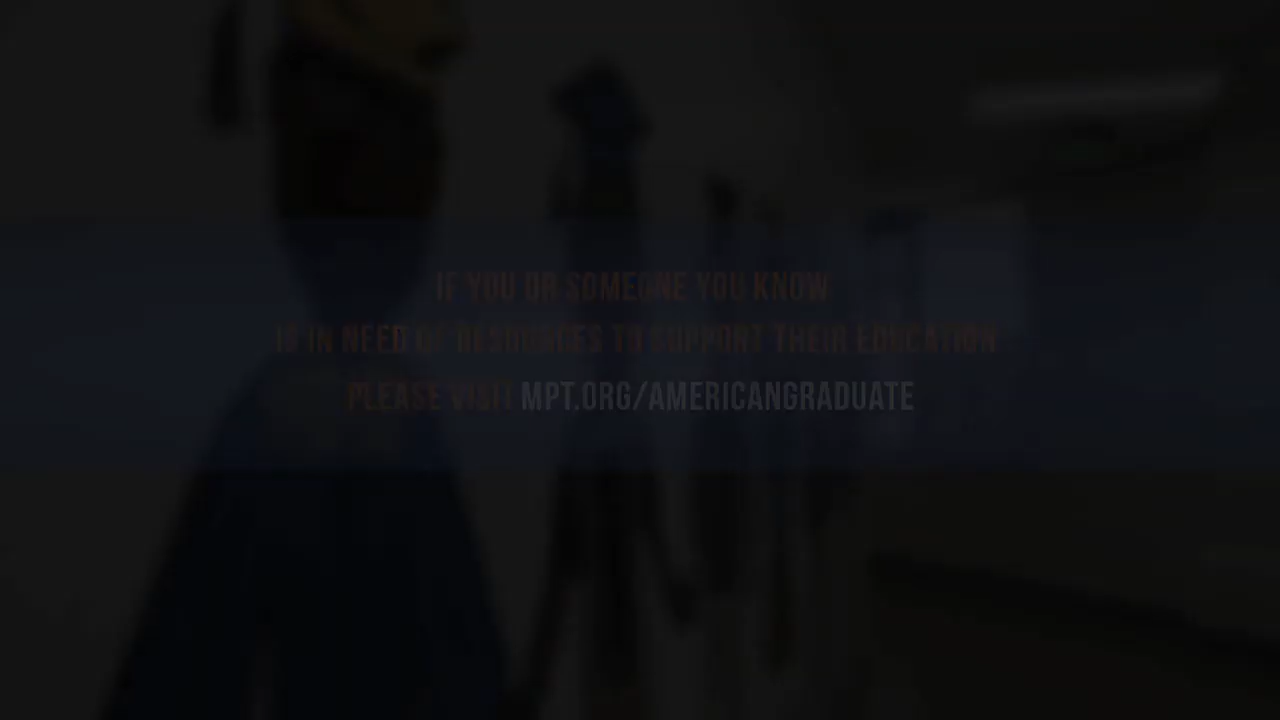 IF YOU OR SOMEONE YOU KNOW
IS IN NEED OF RESOURCES TO SUPPORT THEIR EDUCATION
PLEASE VISIT MPT.ORG/AMERICANGRADUATE